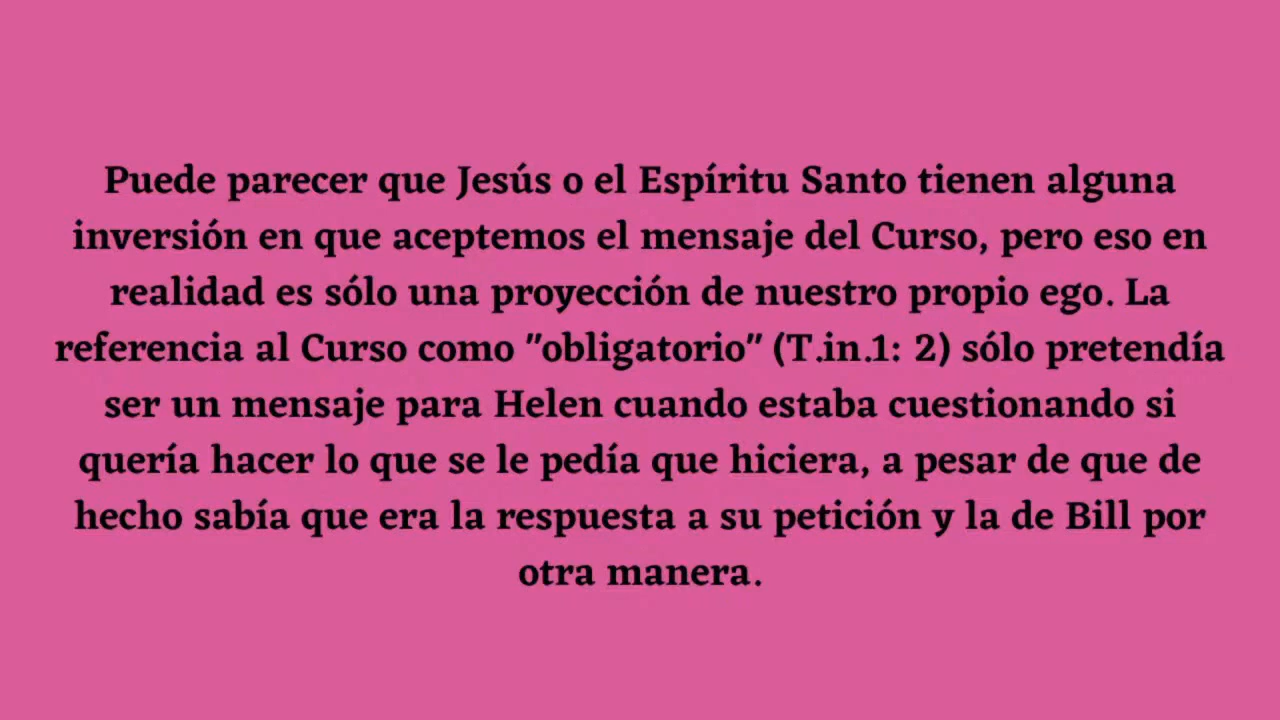 Puede parecer que Jesús o el Espíritu Santo tienen alguna
inversión en que aceptemos el mensaje del Curso, pero eso en
realidad es sólo una proyección de nuestro propio ego. La
referencia al Curso como "obligatorio" (T.in.1: 2) sólo pretendía
ser un mensaje para Helen cuando estaba cuestionando si
quería hacer lo que se le pedía que hiciera, a pesar de que de
hecho sabía que era la respuesta a su petición y la de Bill por
otra manera.